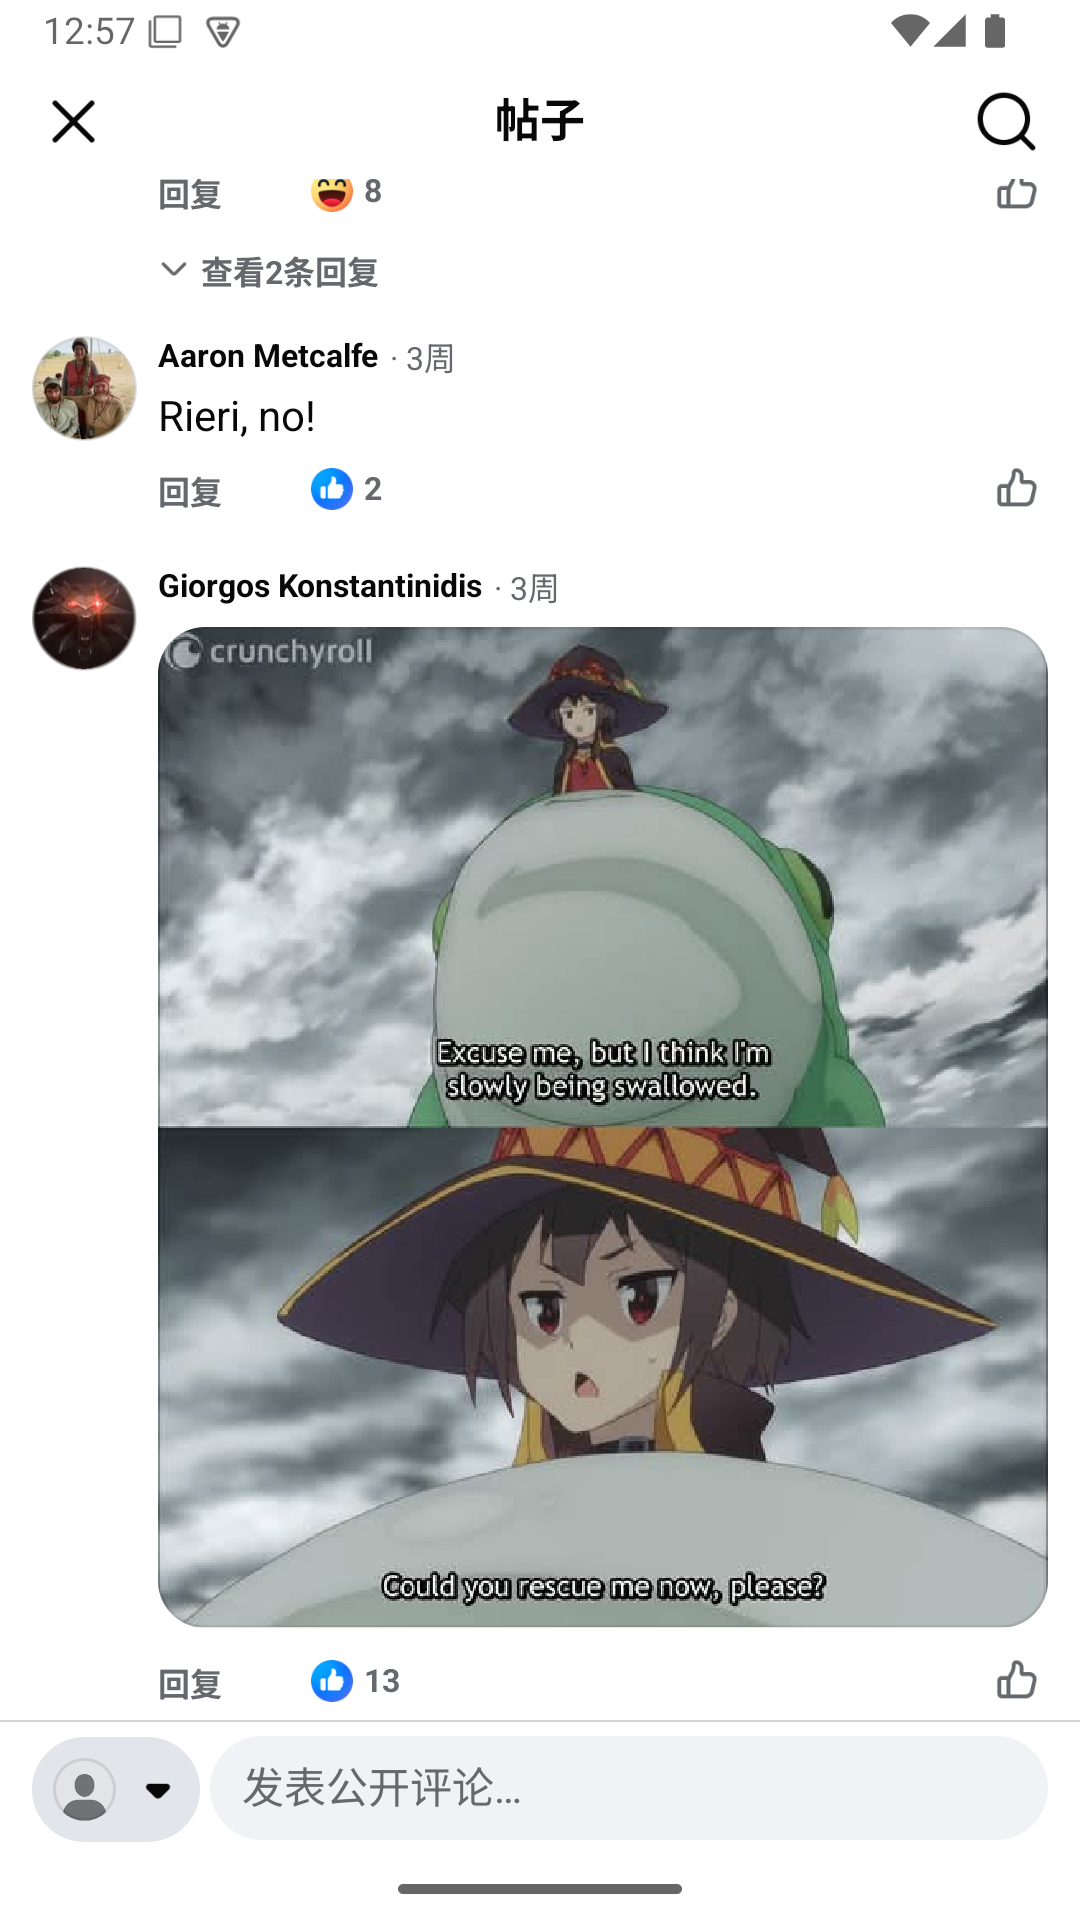 12:57
帖子
回复
8
查看2条回复
Aaron Metcalfe · 3周
Rieri, no!
回复
2
Giorgos Konstantinidis · 3周
crunchyroll
Excuse me, but I think I'm
slowly being swallowed.
Could you rescue me now, please?
回复
13
发表公开评论...